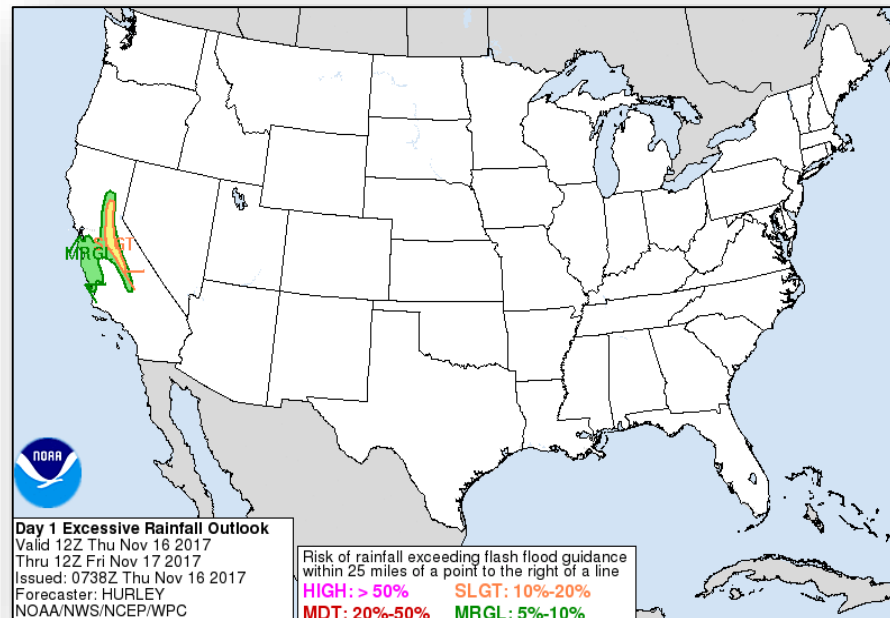 MRGL
SLGT
NOAA
Day 1 Excessive Rainfall Outlook
Valid 12Z Thu Nov 16 2017
Thru 12Z Fri Nov 17 2017
Issued: 0738Z Thu Nov 16 2017
Forecaster: HURLEY
NOAA/NWS/NCEP/WPC
Risk of rainfall exceeding flash flood guidance
within 25 miles of a point to the right of a line
HIGH: > 50% SLGT: 10%-20%
MDT: 20%-50% MRGL: 5%-10%